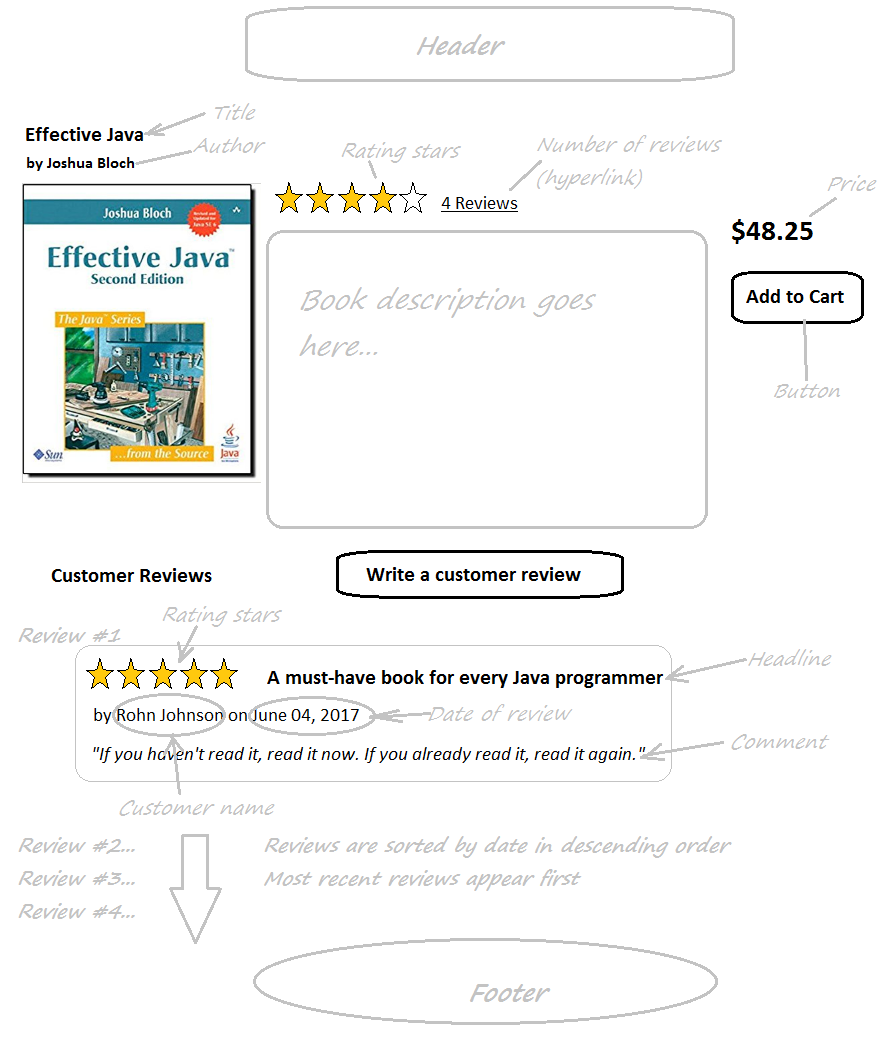 Header
Title
Effective Java
Author
by Joshua Bloch
Rating stars
Number of reviews
(hyperlink)
Price
4 Reviews
$48.25
Joshua Bloch
Revised and
Updated for
Java SE 6
Effective Java™
Second Edition
The Java™ Series
Sun
...from the Source
Java
Book description goes
here...
Add to Cart
Button
Customer Reviews
Write a customer review
Rating stars
Review #1
A must-have book for every Java programmer
Headline
by Rohn Johnson on June 04, 2017
Date of review
"If you haven't read it, read it now. If you already read it, read it again."
Comment
Customer name
Review #2...
Reviews are sorted by date in descending order
Review #3...
Most recent reviews appear first
Review #4...
Footer